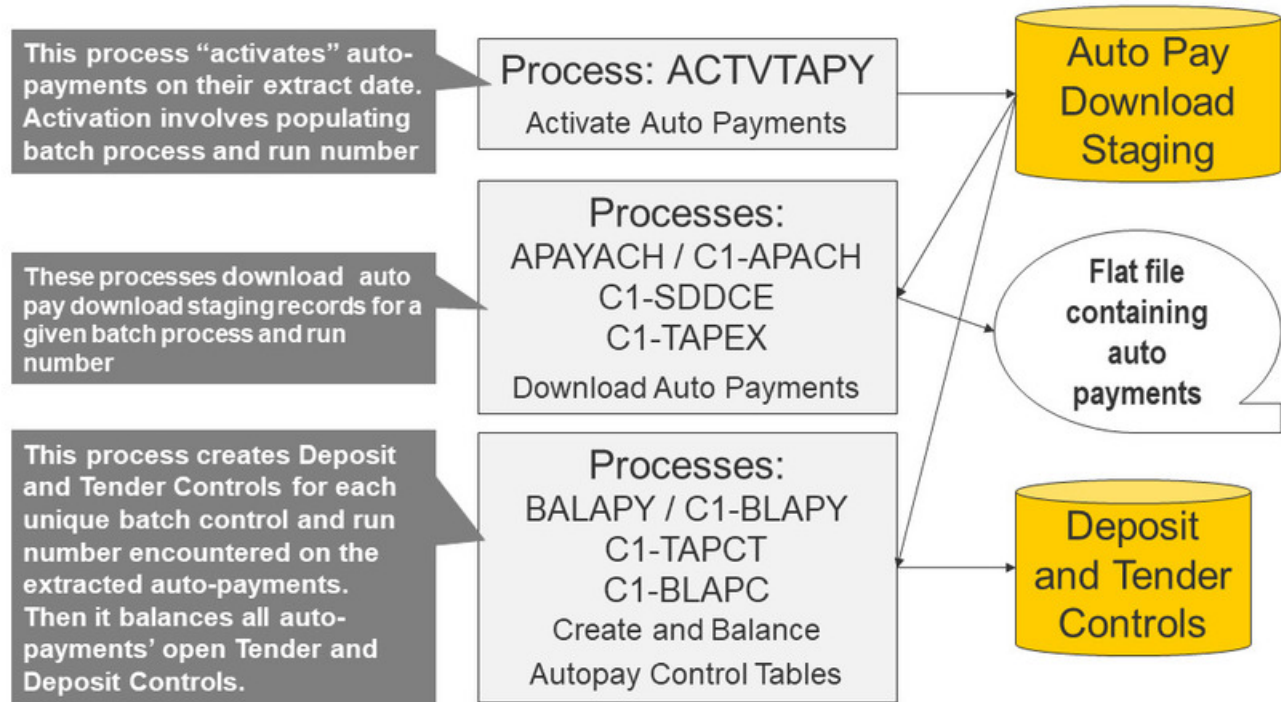 This process “activates” auto-
payments on their extract date.
Activation involves populating
batch process and run number
Process: ACTVTAPY
Activate Auto Payments
Auto Pay
Download
Staging
These processes download auto
pay download staging records for a
given batch process and run
number
Processes:
APAYACH / C1-APACH
C1-SDDCE
C1-TAPEX
Download Auto Payments
Flat file
containing
auto
payments
This process creates Deposit
and Tender Controls for each
unique batch control and run
number encountered on the
extracted auto-payments.
Then it balances all auto-
payments’ open Tender and
Deposit Controls.
Processes:
BALAPY / C1-BLAPY
C1-TAPCT
C1-BLAPC
Create and Balance
Autopay Control Tables
Deposit
and Tender
Controls